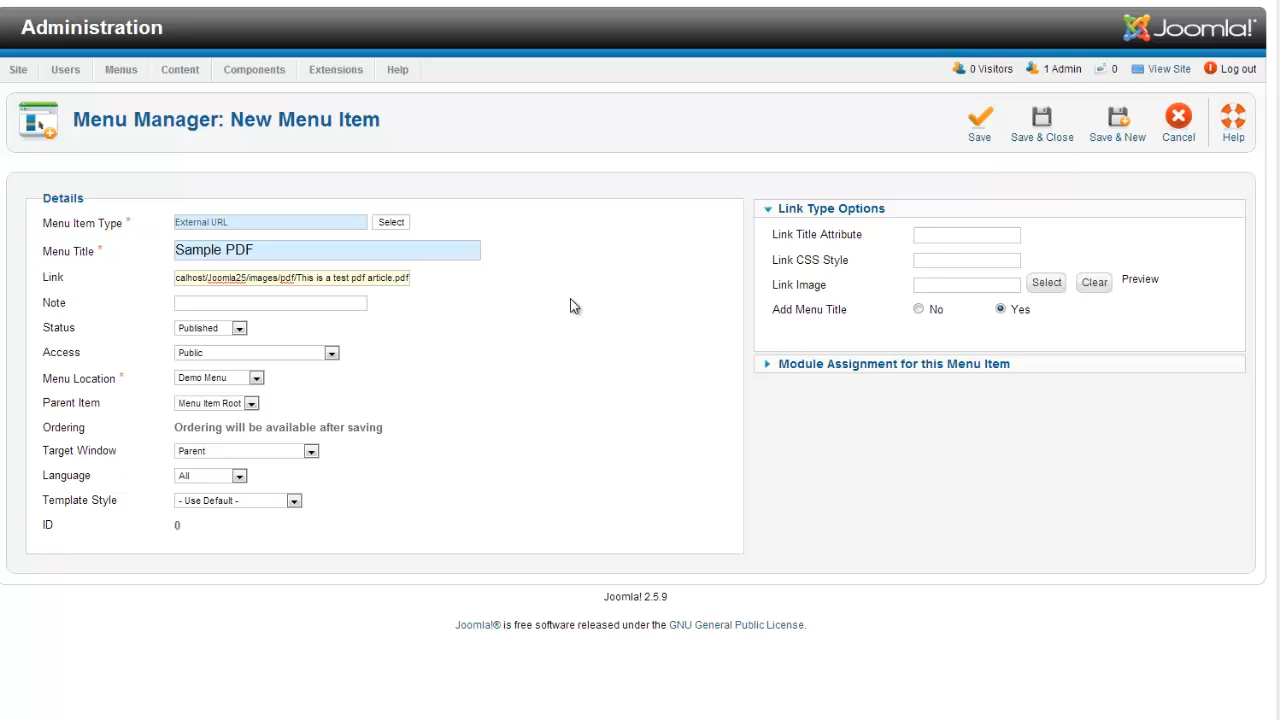 Administration
Joomla!
Site Users Menus Content Components Extensions Help
0 Visitors 1 Admin 0 View Site Log out
Menu Manager: New Menu Item
Save Save & Close Save & New Cancel Help
Details
Menu Item Type * External URL Select
Menu Title * Sample PDF
Link calhost/Joomla25/images/pdf/This is a test pdf article.pdf
Note
Status Published
Access Public
Menu Location * Demo Menu
Parent Item Menu Item Root
Ordering Ordering will be available after saving
Target Window Parent
Language All
Template Style - Use Default -
ID 0
Link Type Options
Link Title Attribute
Link CSS Style
Link Image Select Clear Preview
Add Menu Title No Yes
Module Assignment for this Menu Item
Joomla! 2.5.9
Joomla!® is free software released under the GNU General Public License.